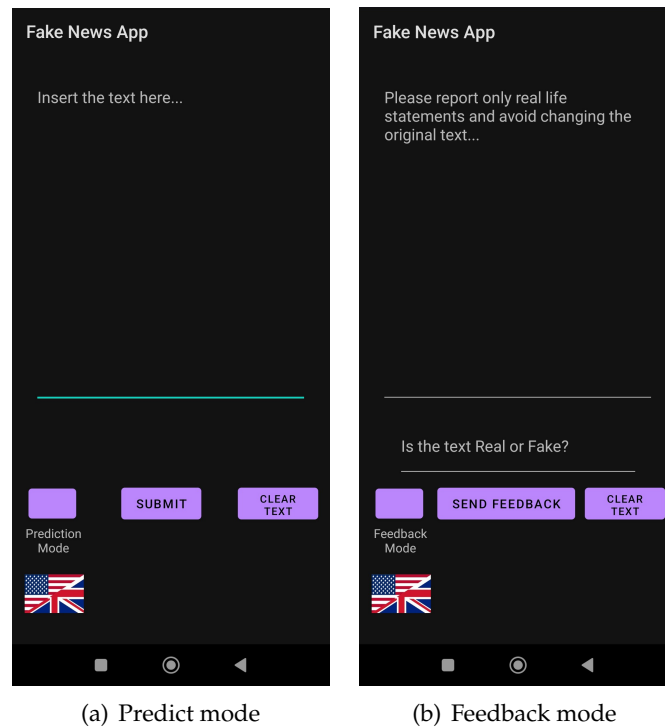 Fake News App
Insert the text here...
SUBMIT
CLEAR
TEXT
Prediction
Mode
(a) Predict mode
Fake News App
Please report only real life
statements and avoid changing the
original text...
Is the text Real or Fake?
SEND FEEDBACK
CLEAR
TEXT
Feedback
Mode
(b) Feedback mode